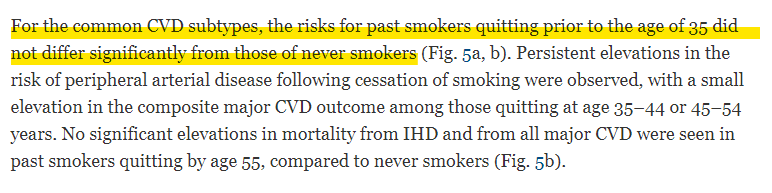 For the common CVD subtypes, the risks for past smokers quitting prior to the age of 35 did
not differ significantly from those of never smokers (Fig. 5a, b). Persistent elevations in the
risk of peripheral arterial disease following cessation of smoking were observed, with a small
elevation in the composite major CVD outcome among those quitting at age 35–44 or 45–54
years. No significant elevations in mortality from IHD and from all major CVD were seen in
past smokers quitting by age 55, compared to never smokers (Fig. 5b).